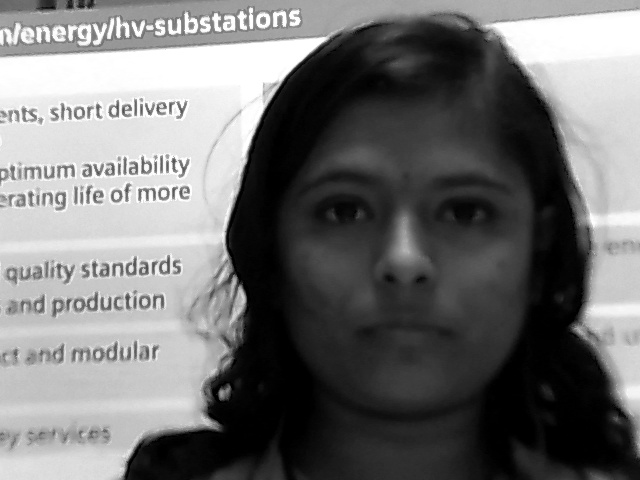 n/energy/hv-substations
ents, short delivery
ptimum availability
erating life of more
quality standards
and production
ct and modular
ey services